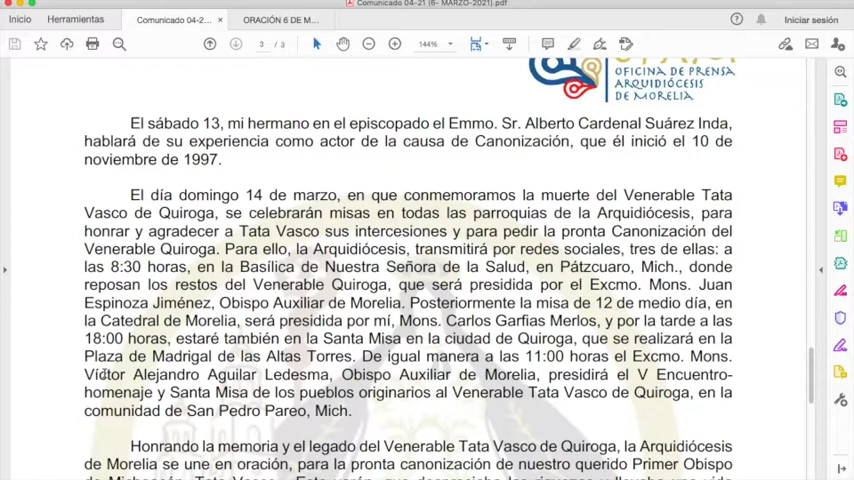 Comunicado 04-21 (6- MARZO-2021).pdf
Inicio Herramientas Comunicado 04-2... × ORACIÓN 6 DE M... Iniciar sesión
3 / 3 144%
OFICINA DE PRENSA
ARQUIDIÓCESIS
DE MORELIA
El sábado 13, mi hermano en el episcopado el Emmo. Sr. Alberto Cardenal Suárez Inda,
hablará de su experiencia como actor de la causa de Canonización, que él inició el 10 de
noviembre de 1997.
El día domingo 14 de marzo, en que conmemoramos la muerte del Venerable Tata
Vasco de Quiroga, se celebrarán misas en todas las parroquias de la Arquidiócesis, para
honrar y agradecer a Tata Vasco sus intercesiones y para pedir la pronta Canonización del
Venerable Quiroga. Para ello, la Arquidiócesis, transmitirá por redes sociales, tres de ellas: a
las 8:30 horas, en la Basílica de Nuestra Señora de la Salud, en Pátzcuaro, Mich., donde
reposan los restos del Venerable Quiroga, que será presidida por el Excmo. Mons. Juan
Espinoza Jiménez, Obispo Auxiliar de Morelia. Posteriormente la misa de 12 de medio día, en
la Catedral de Morelia, será presidida por mí, Mons. Carlos Garfias Merlos, y por la tarde a las
18:00 horas, estaré también en la Santa Misa en la ciudad de Quiroga, que se realizará en la
Plaza de Madrigal de las Altas Torres. De igual manera a las 11:00 horas el Excmo. Mons.
Víctor Alejandro Aguilar Ledesma, Obispo Auxiliar de Morelia, presidirá el V Encuentro-
homenaje y Santa Misa de los pueblos originarios al Venerable Tata Vasco de Quiroga, en la
comunidad de San Pedro Pareo, Mich.
Honrando la memoria y el legado del Venerable Tata Vasco de Quiroga, la Arquidiócesis
de Morelia se une en oración, para la pronta canonización de nuestro querido Primer Obispo